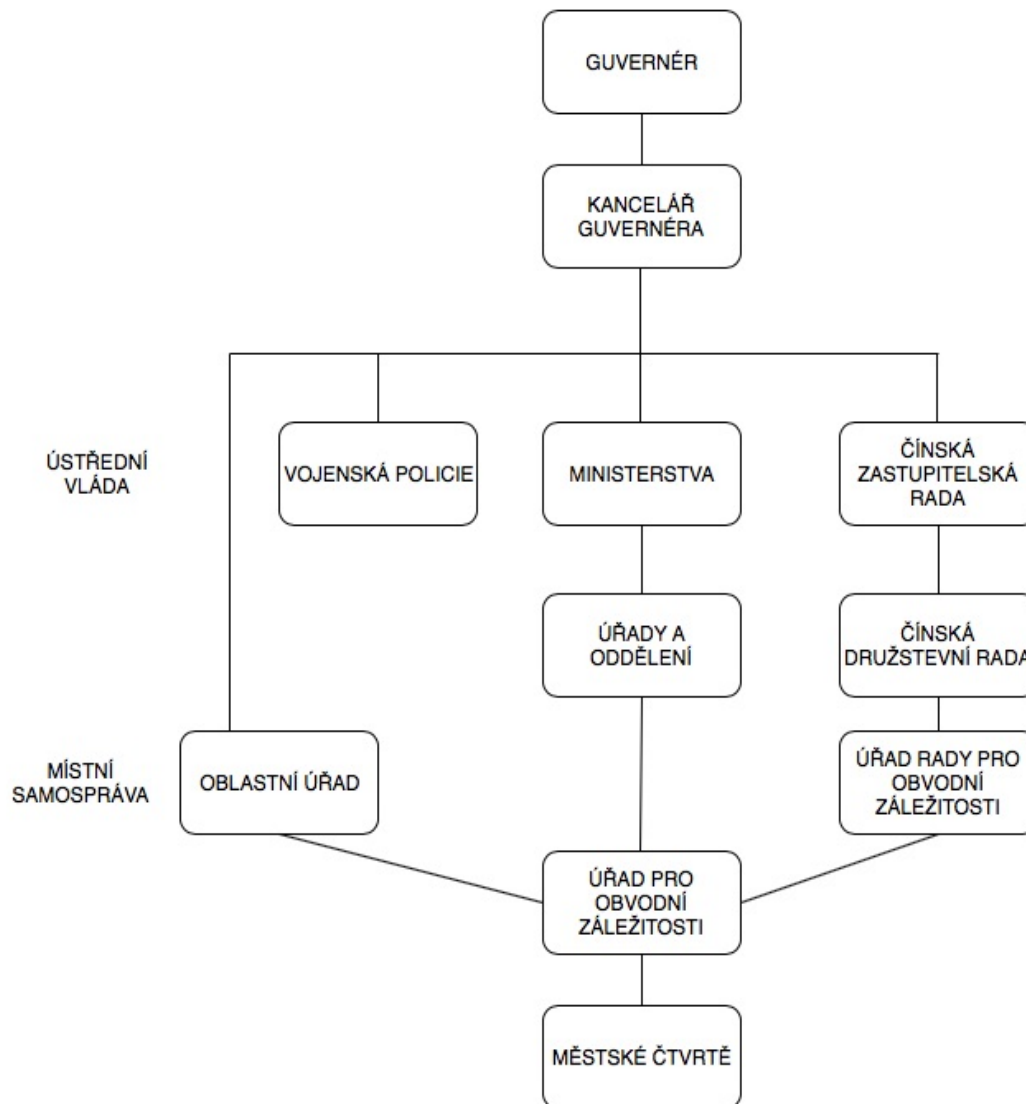 GUVERNÉR
KANCELÁŘ
GUVERNÉRA
ÚSTŘEDNÍ
VLÁDA
VOJENSKÁ POLICIE
MINISTERSTVA
ČÍNSKÁ
ZASTUPITELSKÁ
RADA
ÚŘADY A
ODDĚLENÍ
ČÍNSKÁ
DRUŽSTEVNÍ RADA
MÍSTNÍ
SAMOSPRÁVA
OBLASTNÍ ÚŘAD
ÚŘAD RADY PRO
OBVODNÍ
ZÁLEŽITOSTI
ÚŘAD PRO
OBVODNÍ
ZÁLEŽITOSTI
MĚSTSKÉ ČTVRTĚ